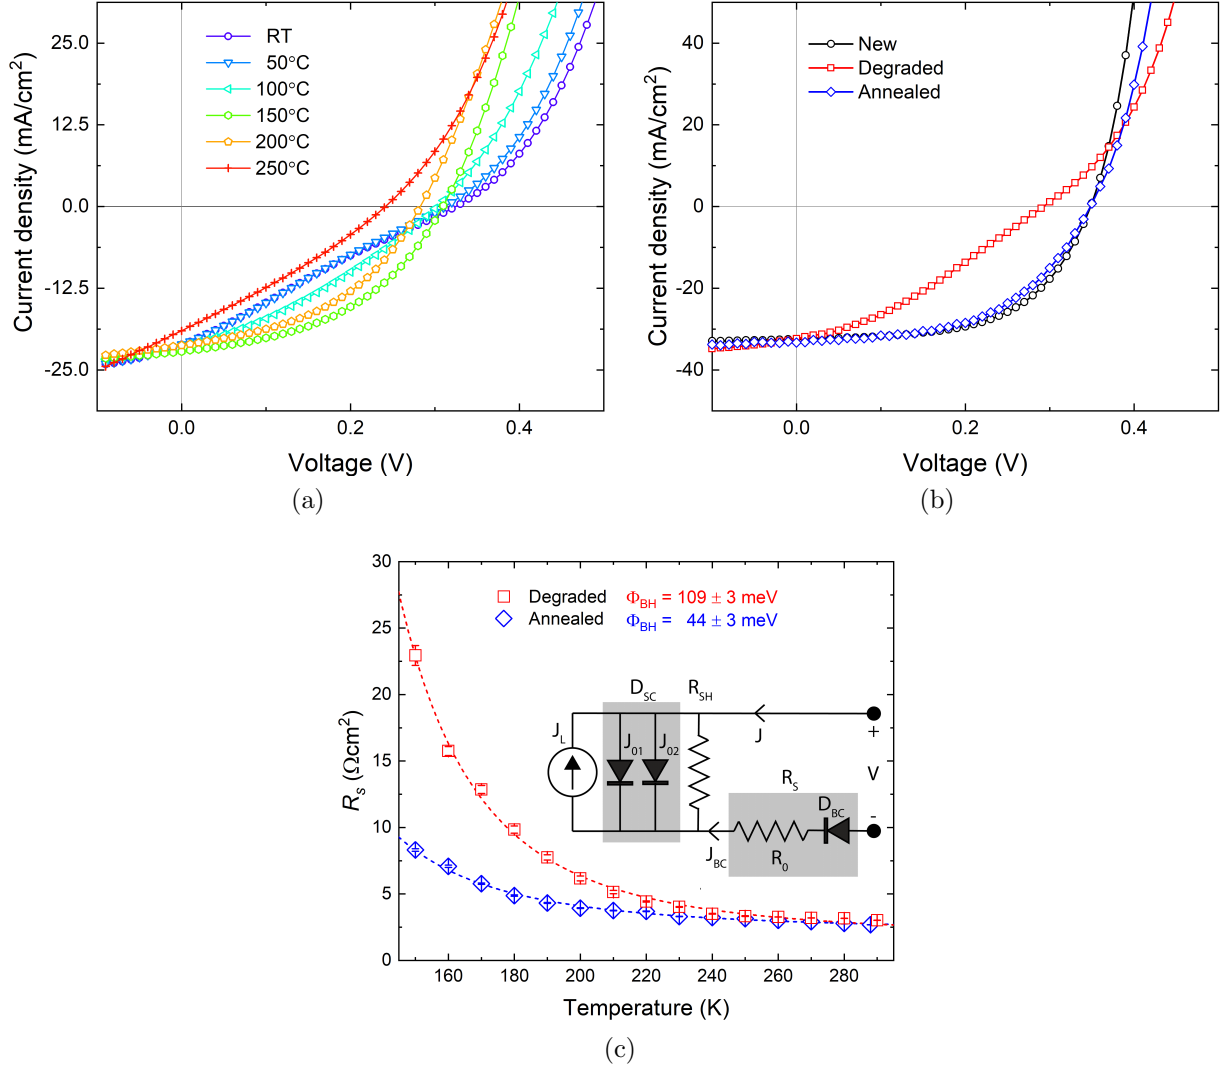 Current density (mA/cm²)
25.0
12.5
0.0
-12.5
-25.0
RT
50°C
100°C
150°C
200°C
250°C
0.0 0.2 0.4
Voltage (V)
(a)
Current density (mA/cm²)
40
20
0
-20
-40
New
Degraded
Annealed
0.0 0.2 0.4
Voltage (V)
(b)
R_s (Ωcm²)
30
25
20
15
10
5
0
Degraded Φ_BH = 109 ± 3 meV
Annealed Φ_BH = 44 ± 3 meV
D_SC R_SH
J_L J_01 J_02 J
+
V
-
R_S
D_BC
J_BC R_0
160 180 200 220 240 260 280
Temperature (K)
(c)